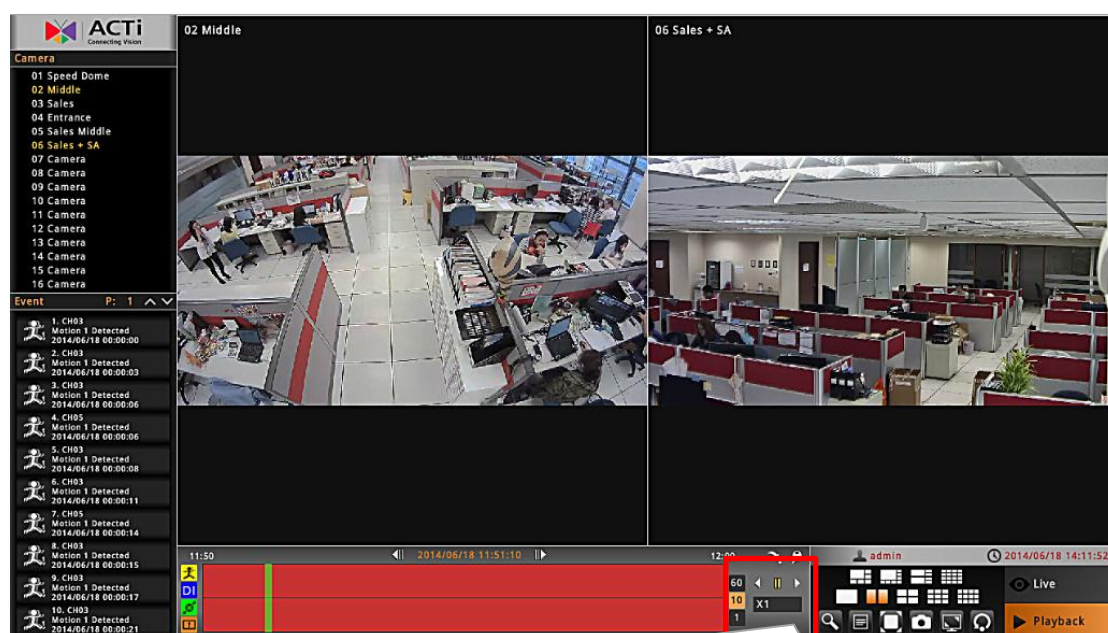 ACTi
Connecting Vision
Camera
01 Speed Dome
02 Middle
03 Sales
04 Entrance
05 Sales Middle
06 Sales + SA
07 Camera
08 Camera
09 Camera
10 Camera
11 Camera
12 Camera
13 Camera
14 Camera
15 Camera
16 Camera
Event P: 1
1. CH03
Motion 1 Detected
2014/06/18 00:00:00
2. CH03
Motion 1 Detected
2014/06/18 00:00:03
3. CH03
Motion 1 Detected
2014/06/18 00:00:06
4. CH05
Motion 1 Detected
2014/06/18 00:00:06
5. CH03
Motion 1 Detected
2014/06/18 00:00:08
6. CH03
Motion 1 Detected
2014/06/18 00:00:11
7. CH05
Motion 1 Detected
2014/06/18 00:00:14
8. CH03
Motion 1 Detected
2014/06/18 00:00:15
9. CH03
Motion 1 Detected
2014/06/18 00:00:17
10. CH03
Motion 1 Detected
2014/06/18 00:00:21
02 Middle
06 Sales + SA
11:50
2014/06/18 11:51:10
DI
60
10
1
X1
admin
2014/06/18 14:11:52
Live
Playback